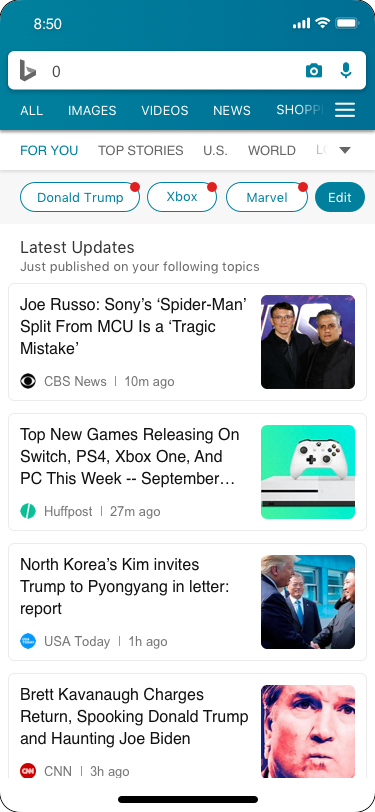 8:50
0
ALL IMAGES VIDEOS NEWS SHOPP
FOR YOU TOP STORIES U.S. WORLD LO
Donald Trump Xbox Marvel Edit
Latest Updates
Just published on your following topics
Joe Russo: Sony's ‘Spider-Man’
Split From MCU Is a ‘Tragic
Mistake’
CBS News | 10m ago
Top New Games Releasing On
Switch, PS4, Xbox One, And
PC This Week -- September...
Huffpost | 27m ago
North Korea’s Kim invites
Trump to Pyongyang in letter:
report
USA Today | 1h ago
Brett Kavanaugh Charges
Return, Spooking Donald Trump
and Haunting Joe Biden
CNN | 3h ago